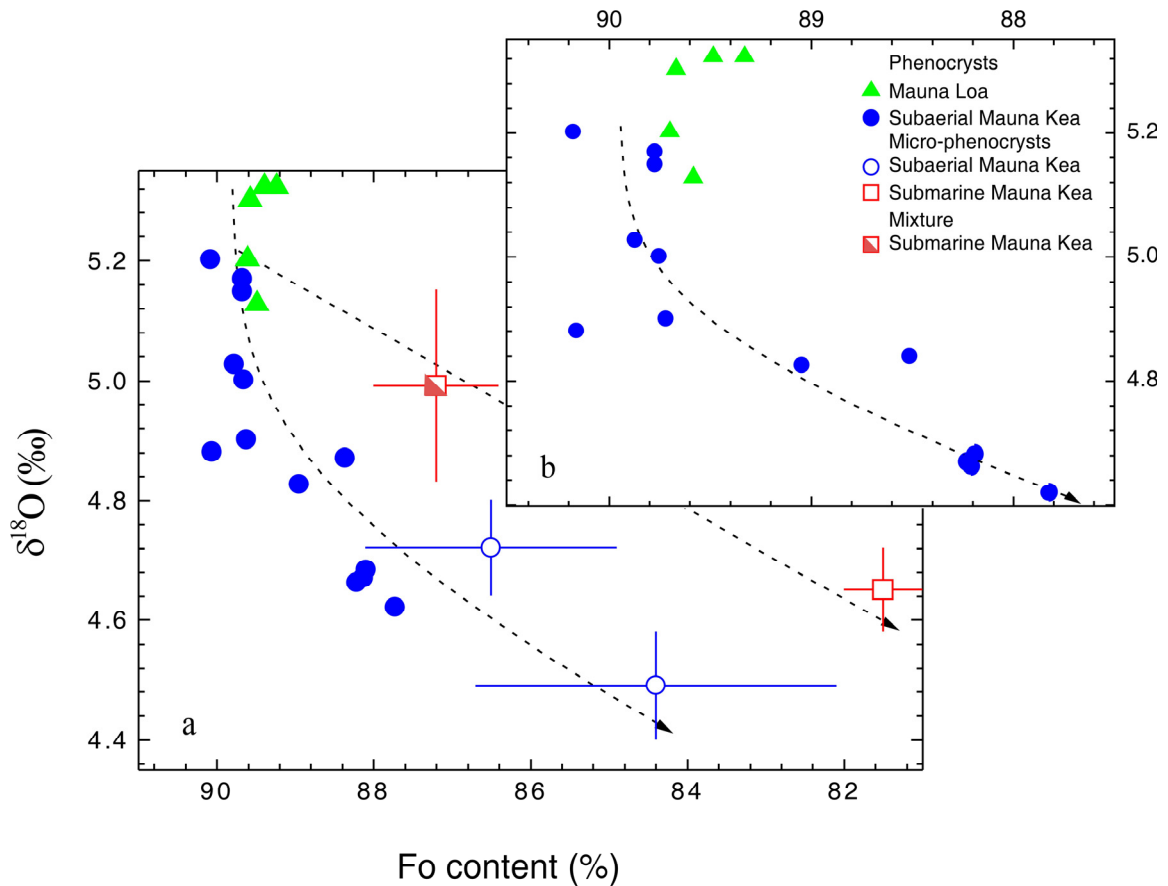 90 89 88
Phenocrysts
Mauna Loa
Subaerial Mauna Kea
Micro-phenocrysts
Subaerial Mauna Kea
Submarine Mauna Kea
Mixture
Submarine Mauna Kea
5.2
5.0
4.8
b
5.2
5.0
4.8
4.6
4.4
δ¹⁸O (‰)
a
90 88 86 84 82
Fo content (%)